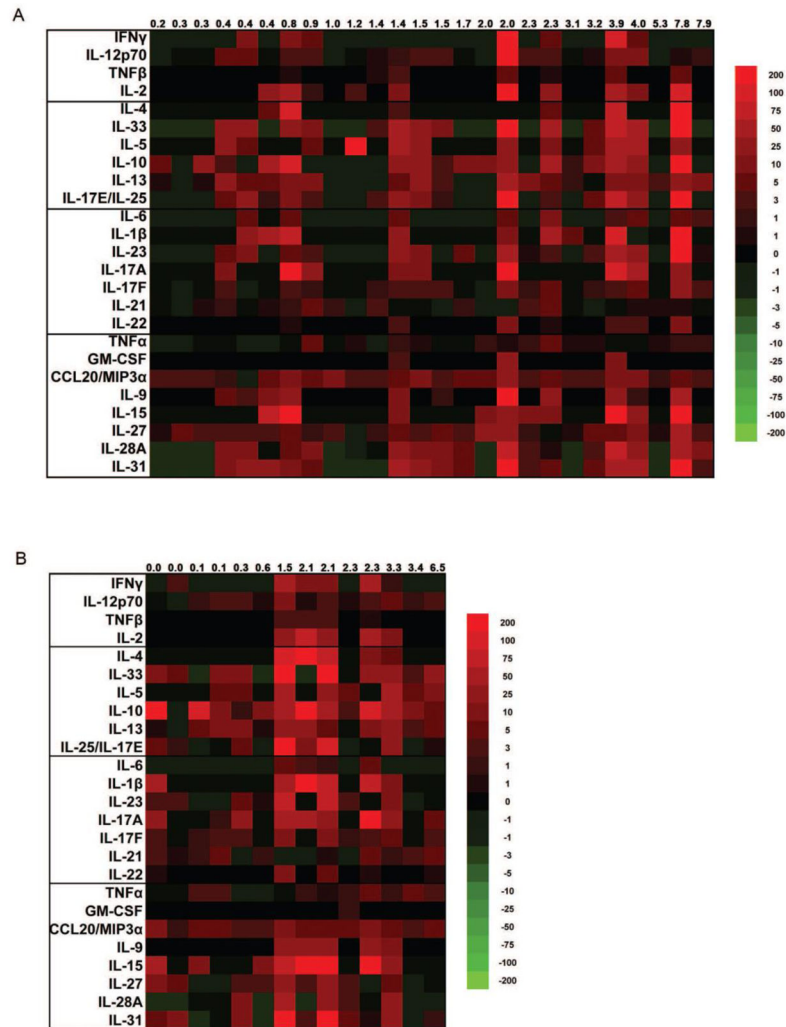 A
0.2 0.3 0.3 0.4 0.4 0.4 0.8 0.9 1.0 1.2 1.4 1.4 1.5 1.5 1.7 2.0 2.0 2.3 2.3 3.1 3.2 3.9 4.0 5.3 7.8 7.9
IFNγ
IL-12p70
TNFβ
IL-2
IL-4
IL-33
IL-5
IL-10
IL-13
IL-17E/IL-25
IL-6
IL-1β
IL-23
IL-17A
IL-17F
IL-21
IL-22
TNFα
GM-CSF
CCL20/MIP3α
IL-9
IL-15
IL-27
IL-28A
IL-31
200
100
75
50
25
10
5
3
1
1
0
-1
-1
-3
-5
-10
-25
-50
-75
-100
-200
B
0.0 0.0 0.1 0.1 0.3 0.6 1.5 2.1 2.1 2.3 2.3 3.3 3.4 6.5
IFNγ
IL-12p70
TNFβ
IL-2
IL-4
IL-33
IL-5
IL-10
IL-13
IL-25/IL-17E
IL-6
IL-1β
IL-23
IL-17A
IL-17F
IL-21
IL-22
TNFα
GM-CSF
CCL20/MIP3α
IL-9
IL-15
IL-27
IL-28A
IL-31
200
100
75
50
25
10
5
3
1
1
0
-1
-1
-3
-5
-10
-25
-50
-75
-100
-200